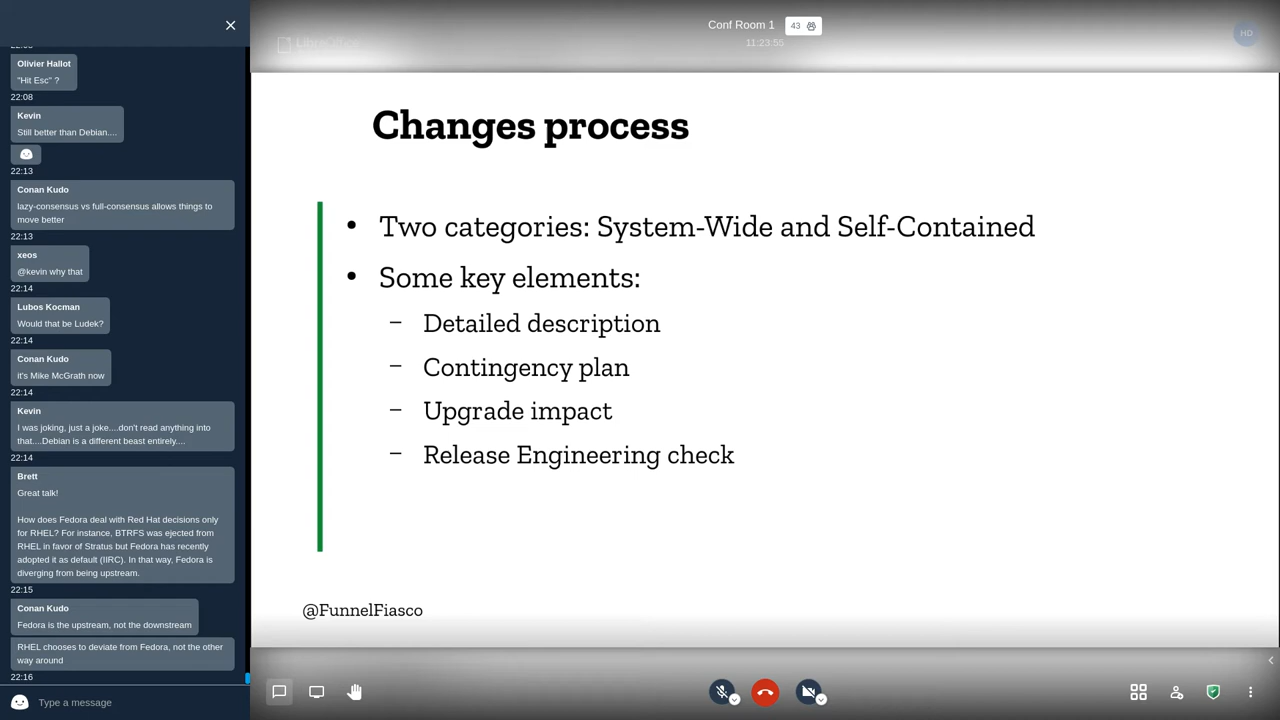 Olivier Hallot
"Hit Esc" ?
22:08
Kevin
Still better than Debian....
22:13
Conan Kudo
lazy-consensus vs full-consensus allows things to
move better
22:13
xeos
@kevin why that
22:14
Lubos Kocman
Would that be Ludek?
22:14
Conan Kudo
it's Mike McGrath now
22:14
Kevin
I was joking, just a joke....don't read anything into
that....Debian is a different beast entirely....
22:14
Brett
Great talk!
How does Fedora deal with Red Hat decisions only
for RHEL? For instance, BTRFS was ejected from
RHEL in favor of Stratus but Fedora has recently
adopted it as default (IIRC). In that way, Fedora is
diverging from being upstream.
22:15
Conan Kudo
Fedora is the upstream, not the downstream
RHEL chooses to deviate from Fedora, not the other
way around
22:16
Type a message
Conf Room 1
43
11:23:55
HD
Changes process
• Two categories: System-Wide and Self-Contained
• Some key elements:
– Detailed description
– Contingency plan
– Upgrade impact
– Release Engineering check
@FunnelFiasco